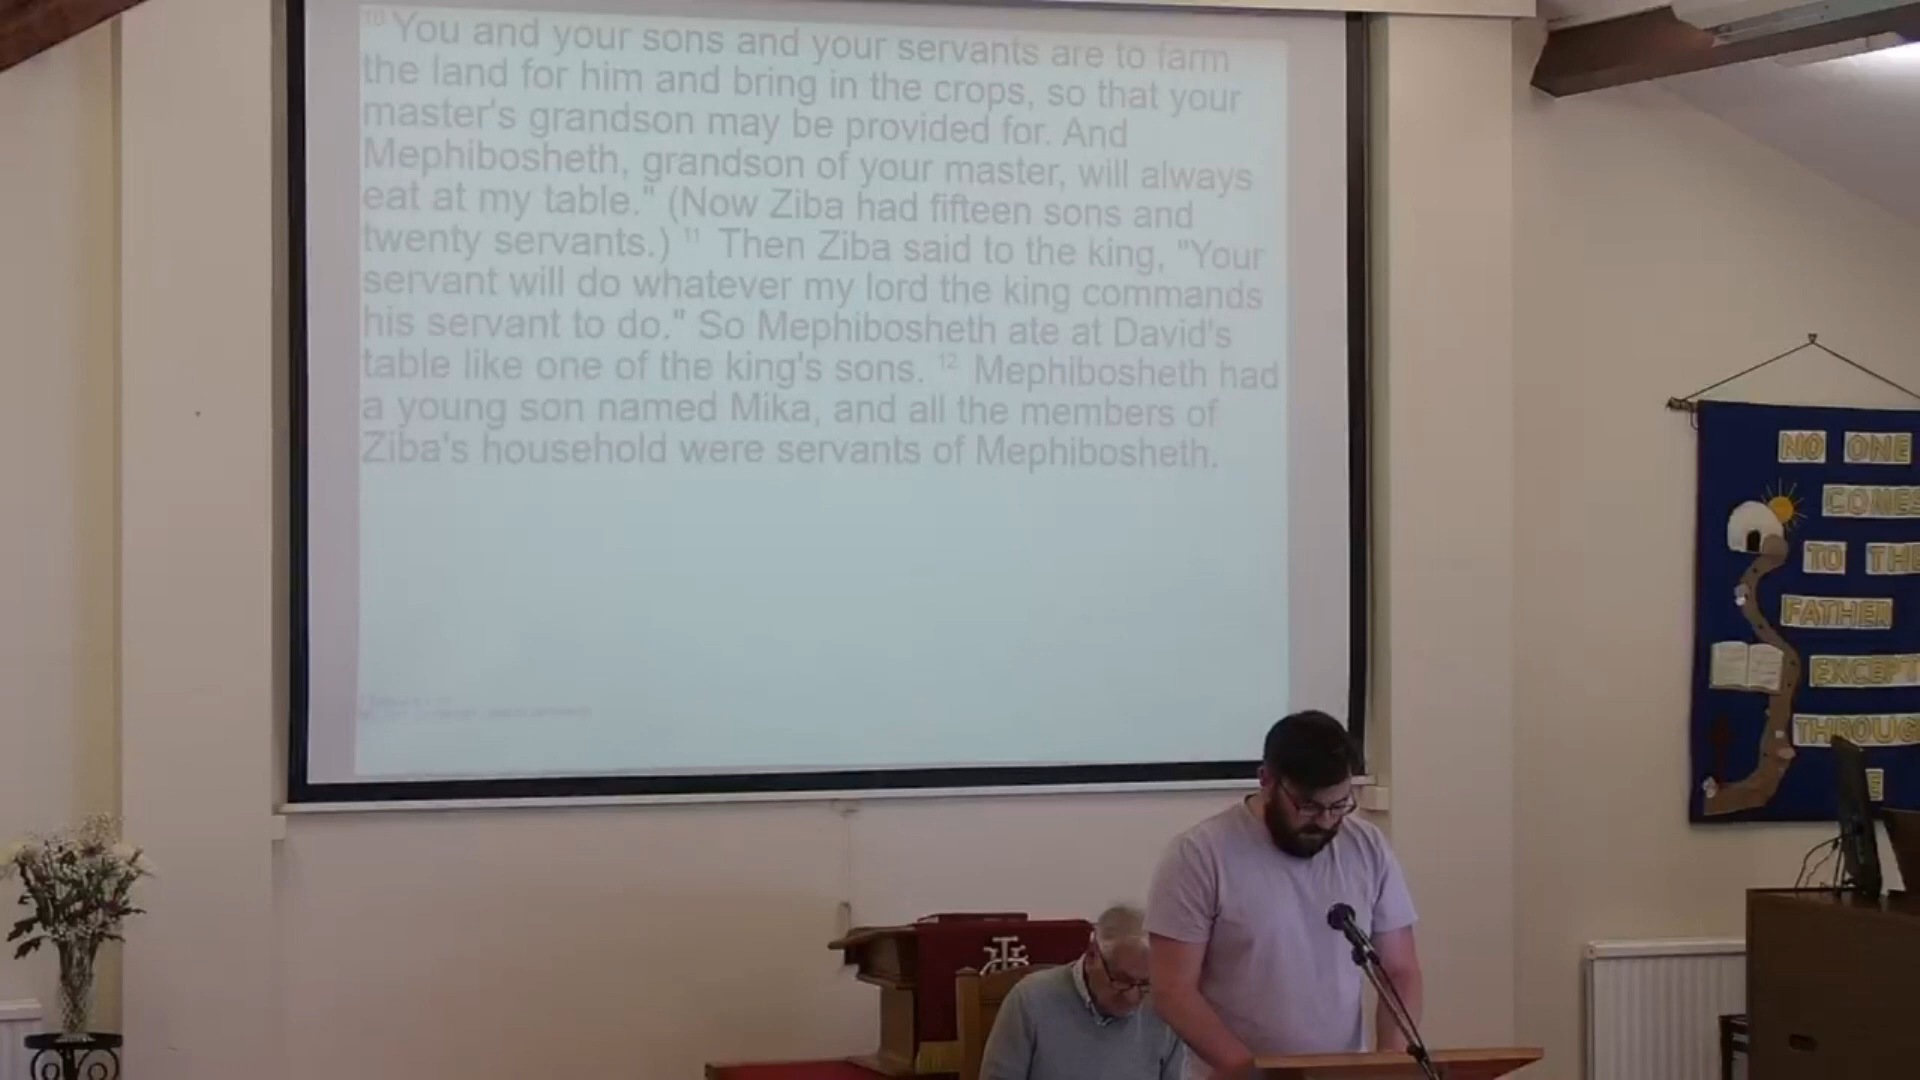 10 You and your sons and your servants are to farm
the land for him and bring in the crops, so that your
master's grandson may be provided for. And
Mephibosheth, grandson of your master, will always
eat at my table." (Now Ziba had fifteen sons and
twenty servants.) 11 Then Ziba said to the king, "Your
servant will do whatever my lord the king commands
his servant to do." So Mephibosheth ate at David's
table like one of the king's sons. 12 Mephibosheth had
a young son named Mika, and all the members of
Ziba's household were servants of Mephibosheth.
NO ONE
COMES
TO THE
FATHER
EXCEPT
THROUG
E